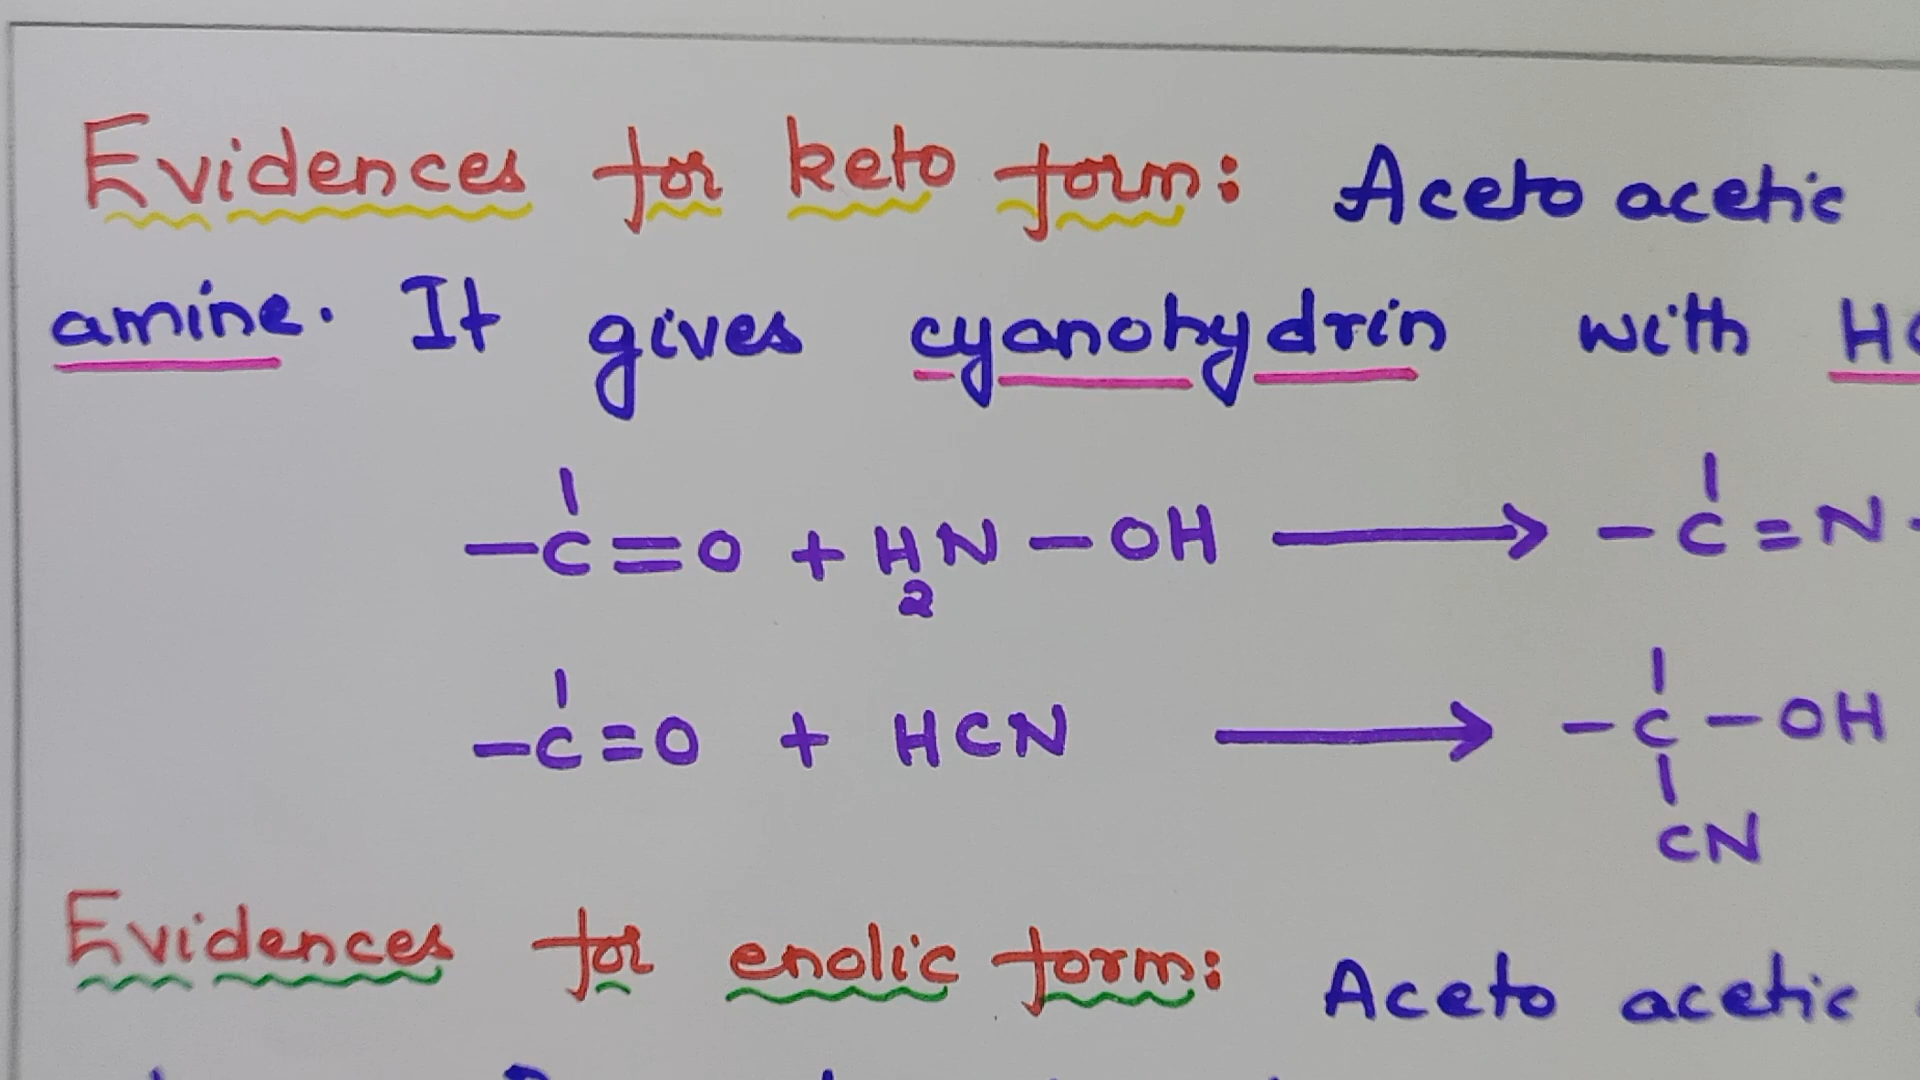 Evidences for keto form: Aceto acetic
amine. It gives cyanohydrin with HC
-C=O + H2N-OH → -C=N-
-C=O + HCN → -C-OH
CN
Evidences for enolic form: Aceto acetic